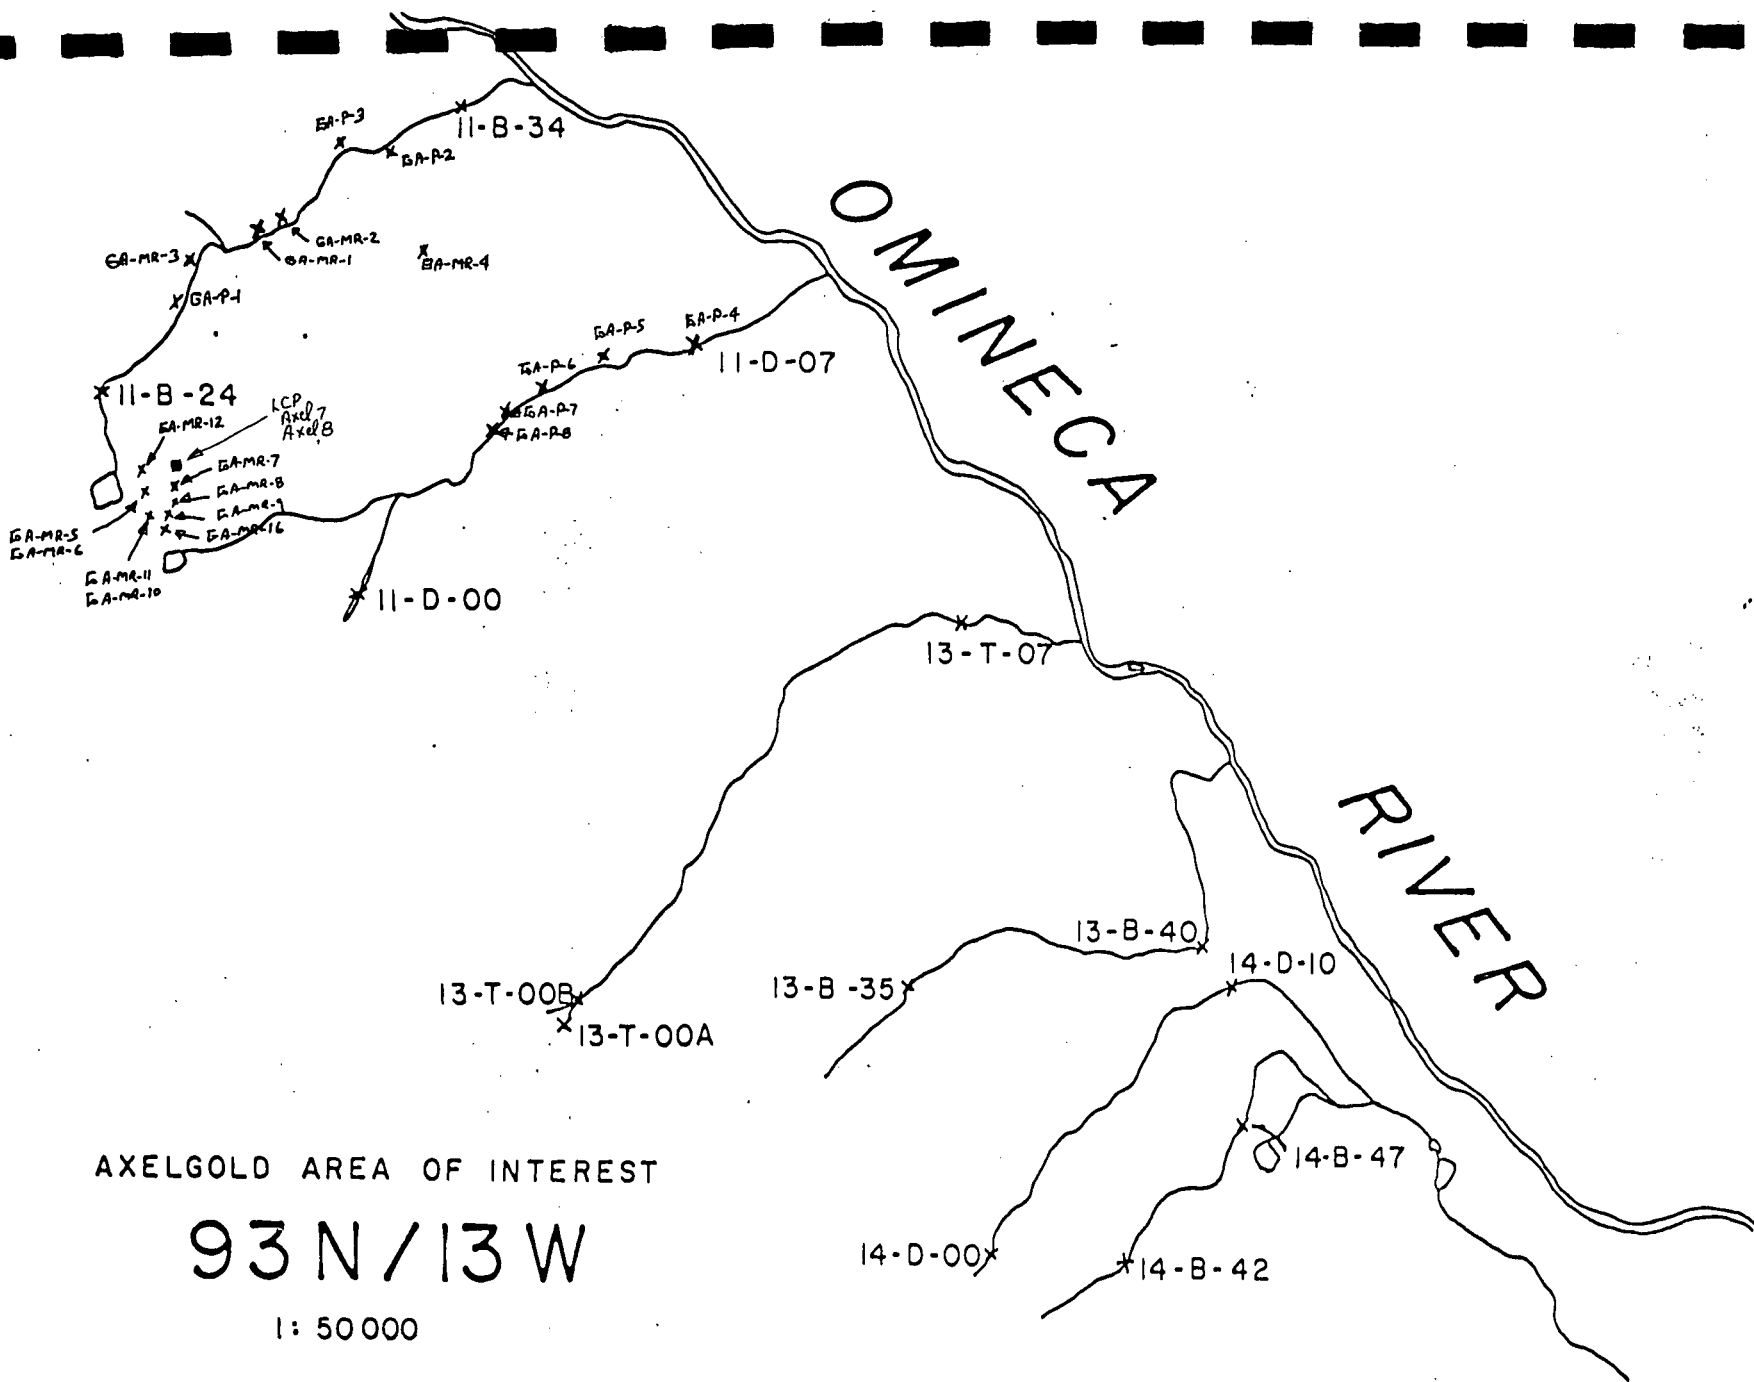 11-B-34
GA-P-3
GA-P-2
OMINECA
GA-MR-2
GA-MR-1
GA-MR-3
GA-MR-4
GA-P-1
GA-P-5
GA-P-4
11-D-07
GA-P-6
GA-P-7
GA-P-8
11-B-24
LCP
Axel 7
Axel 8
GA-MR-12
GA-MR-7
GA-MR-8
GA-MR-9
GA-MR-16
GA-MR-5
GA-MR-6
GA-MR-11
GA-MR-10
11-D-00
13-T-07
RIVER
13-B-40
14-D-10
13-T-00B
13-B-35
13-T-00A
14-B-47
AXELGOLD AREA OF INTEREST
93N/13W
14-D-00
14-B-42
1:50000